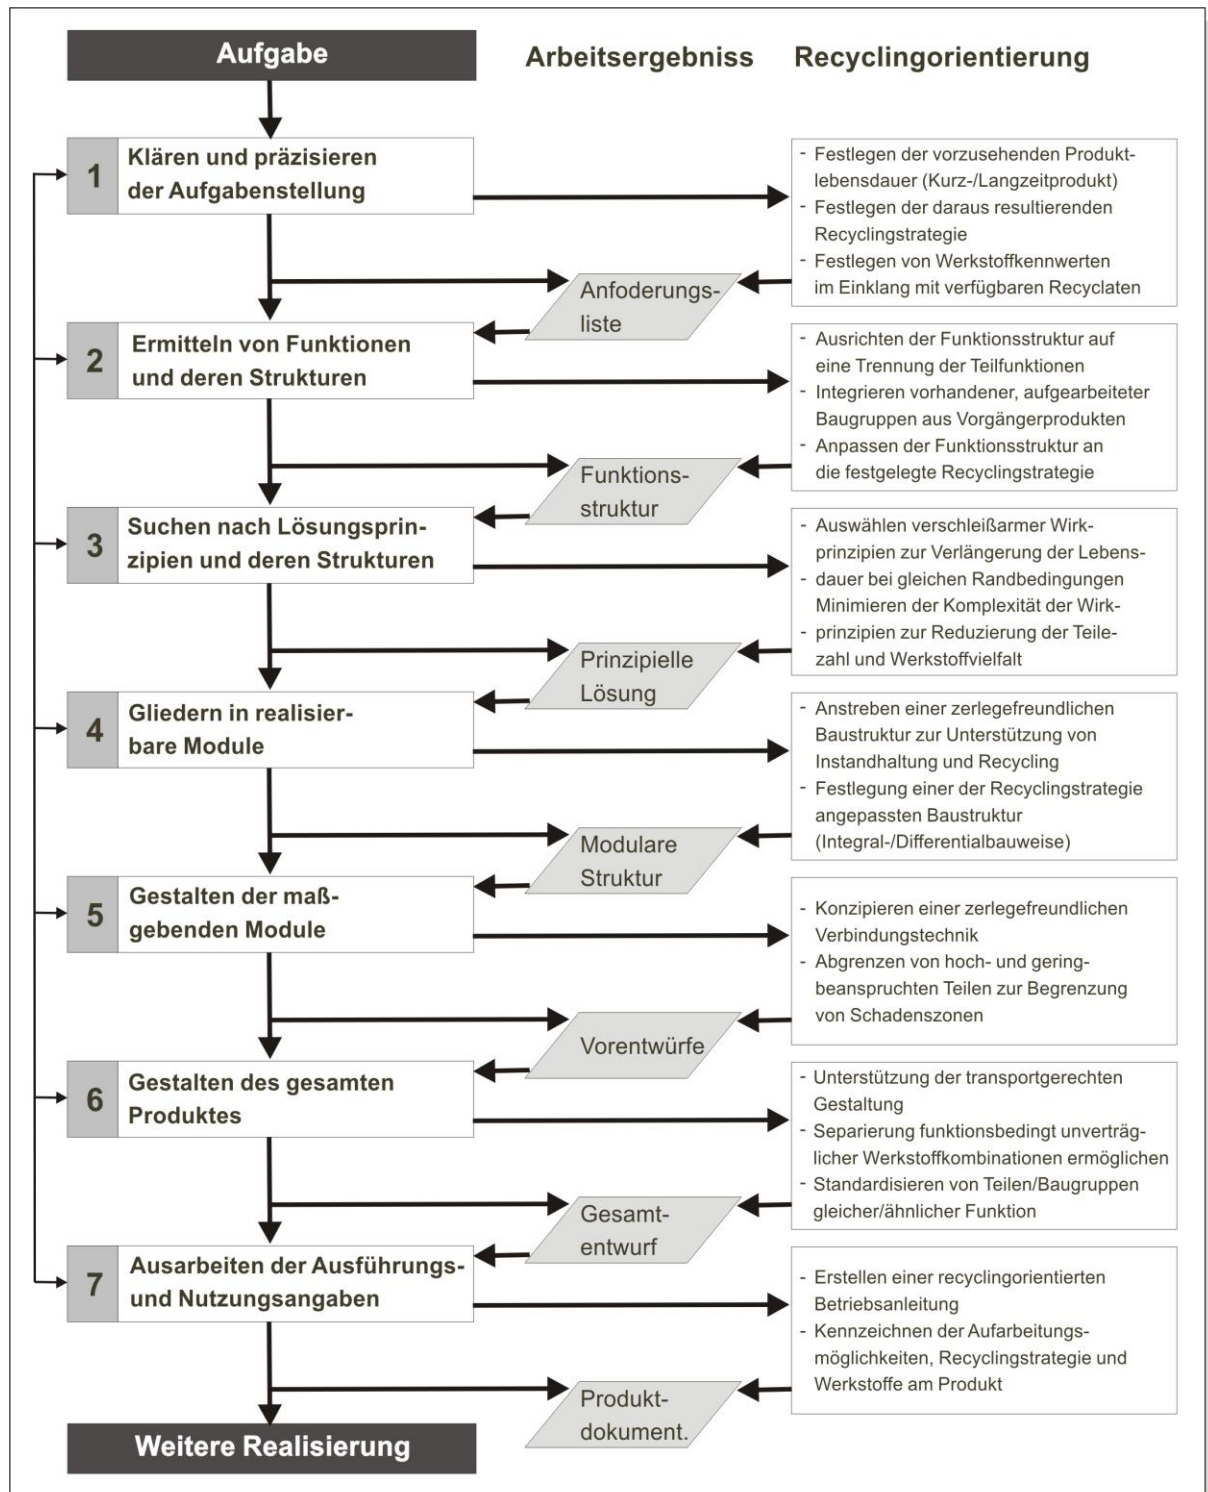 Aufgabe
Arbeitsergebniss
Recyclingorientierung
1
Klären und präzisieren
der Aufgabenstellung
- Festlegen der vorzusehenden Produkt-
lebensdauer (Kurz-/Langzeitprodukt)
- Festlegen der daraus resultierenden
Recyclingstrategie
- Festlegen von Werkstoffkennwerten
im Einklang mit verfügbaren Recyclaten
Anfoderungs-
liste
2
Ermitteln von Funktionen
und deren Strukturen
- Ausrichten der Funktionsstruktur auf
eine Trennung der Teilfunktionen
- Integrieren vorhandener, aufgearbeiteter
Baugruppen aus Vorgängerprodukten
- Anpassen der Funktionsstruktur an
die festgelegte Recyclingstrategie
Funktions-
struktur
3
Suchen nach Lösungsprin-
zipien und deren Strukturen
- Auswählen verschleißarmer Wirk-
prinzipien zur Verlängerung der Lebens-
- dauer bei gleichen Randbedingungen
Minimieren der Komplexität der Wirk-
- prinzipien zur Reduzierung der Teile-
zahl und Werkstoffvielfalt
Prinzipielle
Lösung
4
Gliedern in realisier-
bare Module
- Anstreben einer zerlegefreundlichen
Baustruktur zur Unterstützung von
Instandhaltung und Recycling
- Festlegung einer der Recyclingstrategie
angepassten Baustruktur
(Integral-/Differentialbauweise)
Modulare
Struktur
5
Gestalten der maß-
gebenden Module
- Konzipieren einer zerlegefreundlichen
Verbindungstechnik
- Abgrenzen von hoch- und gering-
beanspruchten Teilen zur Begrenzung
von Schadenszonen
Vorentwürfe
6
Gestalten des gesamten
Produktes
- Unterstützung der transportgerechten
Gestaltung
- Separierung funktionsbedingt unverträg-
licher Werkstoffkombinationen ermöglichen
- Standardisieren von Teilen/Baugruppen
gleicher/ähnlicher Funktion
Gesamt-
entwurf
7
Ausarbeiten der Ausführungs-
und Nutzungsangaben
- Erstellen einer recyclingorientierten
Betriebsanleitung
- Kennzeichnen der Aufarbeitungs-
möglichkeiten, Recyclingstrategie und
Werkstoffe am Produkt
Produkt-
dokument.
Weitere Realisierung